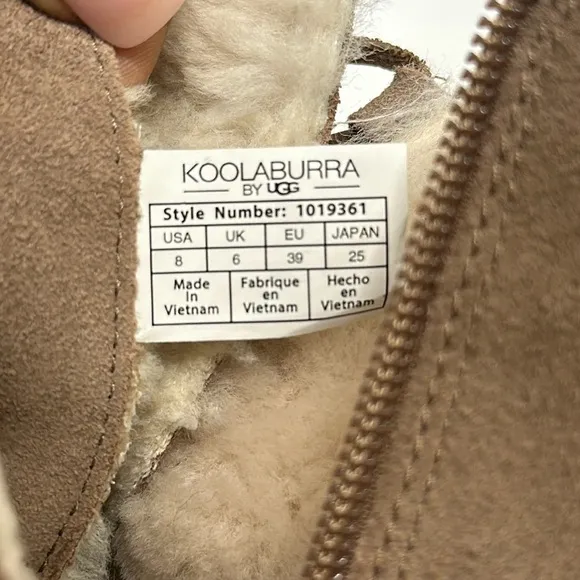 KOOLABURRA
BY UGG
Style Number: 1019361
USA UK EU JAPAN
8 6 39 25
Made Fabrique Hecho
In en en
Vietnam Vietnam Vietnam